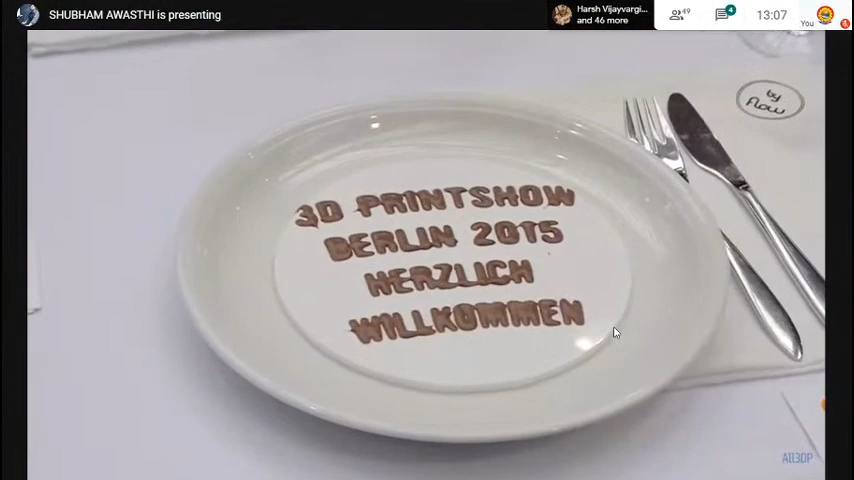 SHUBHAM AWASTHI is presenting
Harsh Vijayvargi...
and 46 more
49
4
13:07
You
by
flow
3D PRINTSHOW
BERLIN 2015
HERZLICH
WILLKOMMEN
All3DP